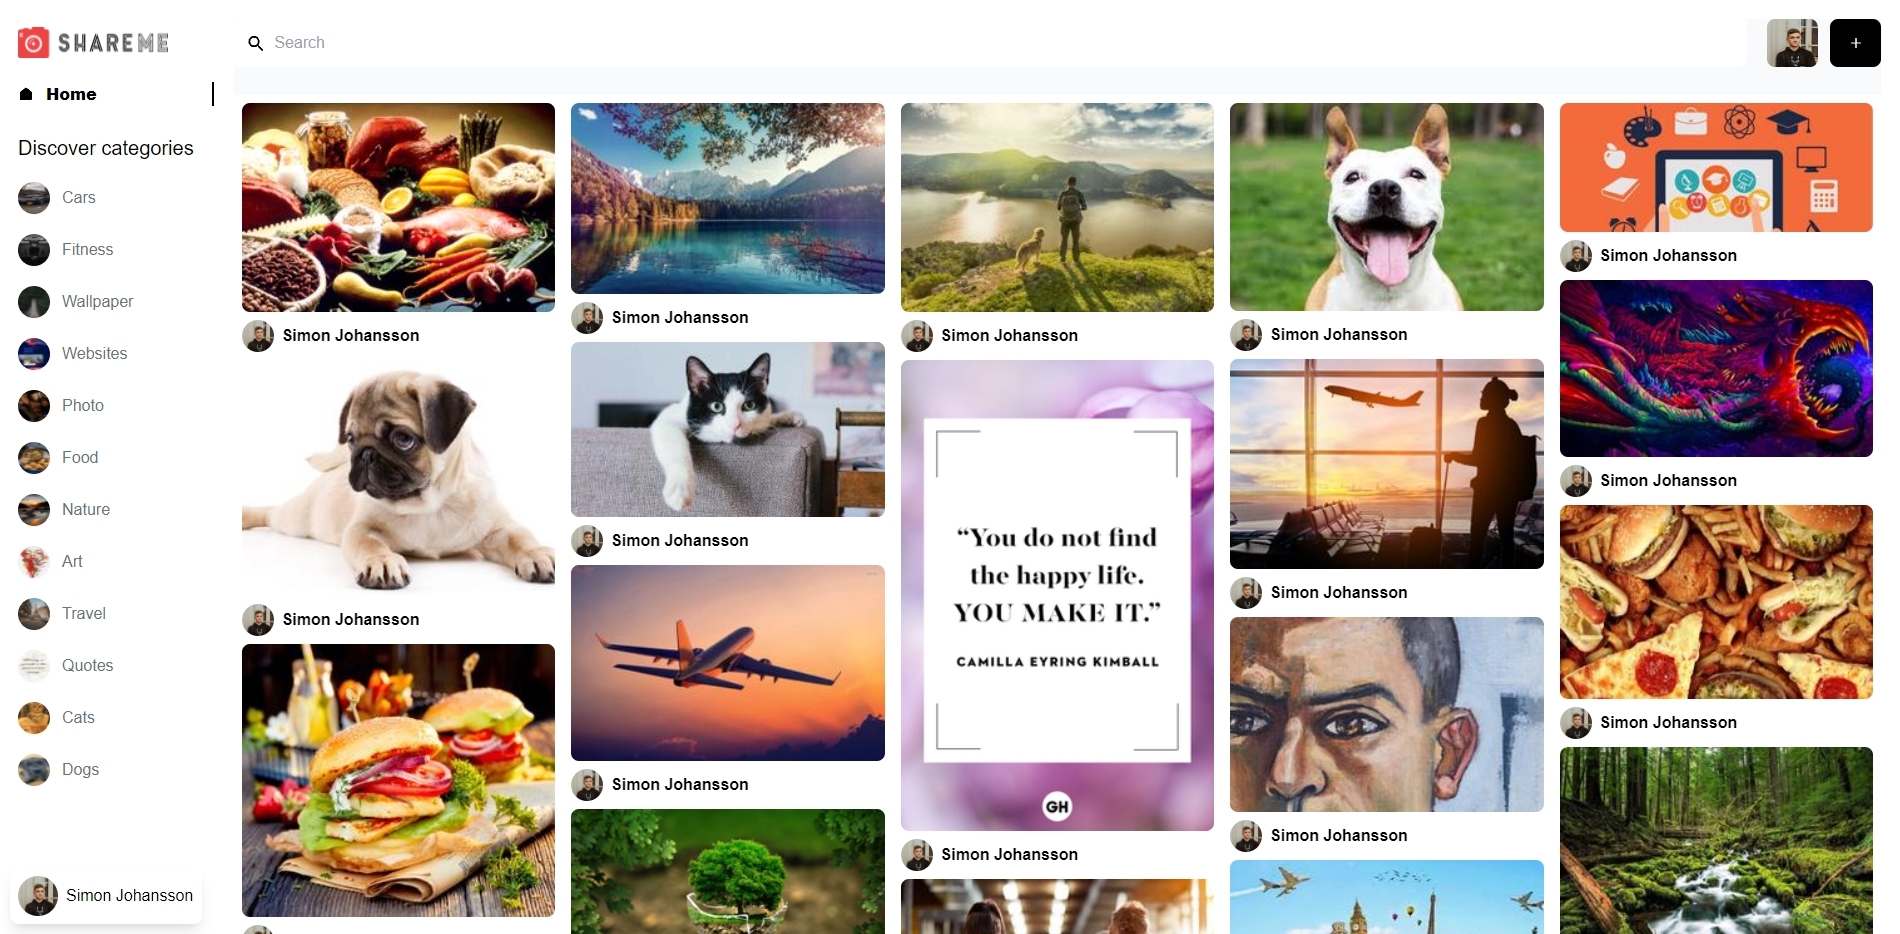 SHAREME
Search
+
Home
Discover categories
Cars
Fitness
Wallpaper
Websites
Photo
Food
Nature
Art
Travel
Quotes
Cats
Dogs
Simon Johansson
Simon Johansson
Simon Johansson
Simon Johansson
Simon Johansson
Simon Johansson
Simon Johansson
Simon Johansson
“You do not find
the happy life.
YOU MAKE IT.”
CAMILLA EYRING KIMBALL
GH
Simon Johansson
Simon Johansson
Simon Johansson
Simon Johansson
Simon Johansson
Simon Johansson
Simon Johansson